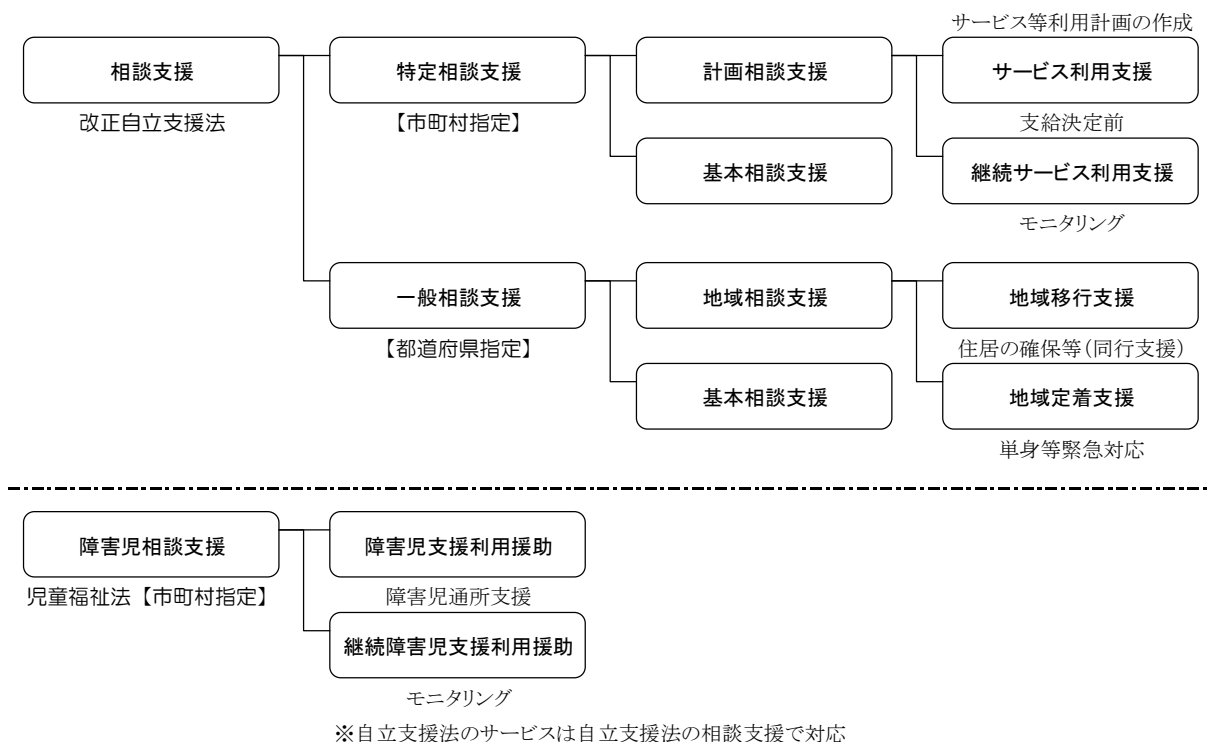 サービス等利用計画の作成
相談支援
特定相談支援
計画相談支援
サービス利用支援
改正自立支援法
【市町村指定】
支給決定前
基本相談支援
継続サービス利用支援
モニタリング
一般相談支援
地域相談支援
地域移行支援
【都道府県指定】
住居の確保等(同行支援)
基本相談支援
地域定着支援
単身等緊急対応
障害児相談支援
障害児支援利用援助
児童福祉法【市町村指定】
障害児通所支援
継続障害児支援利用援助
モニタリング
※自立支援法のサービスは自立支援法の相談支援で対応